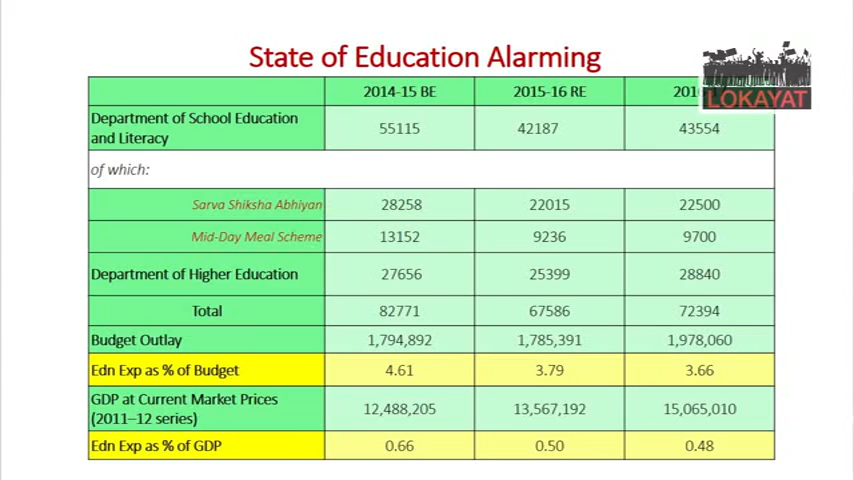 State of Education Alarming
LOKAYAT
2014-15 BE 2015-16 RE
Department of School Education and Literacy 55115 42187 43554
of which:
Sarva Shiksha Abhiyan 28258 22015 22500
Mid-Day Meal Scheme 13152 9236 9700
Department of Higher Education 27656 25399 28840
Total 82771 67586 72394
Budget Outlay 1,794,892 1,785,391 1,978,060
Edn Exp as % of Budget 4.61 3.79 3.66
GDP at Current Market Prices (2011–12 series) 12,488,205 13,567,192 15,065,010
Edn Exp as % of GDP 0.66 0.50 0.48